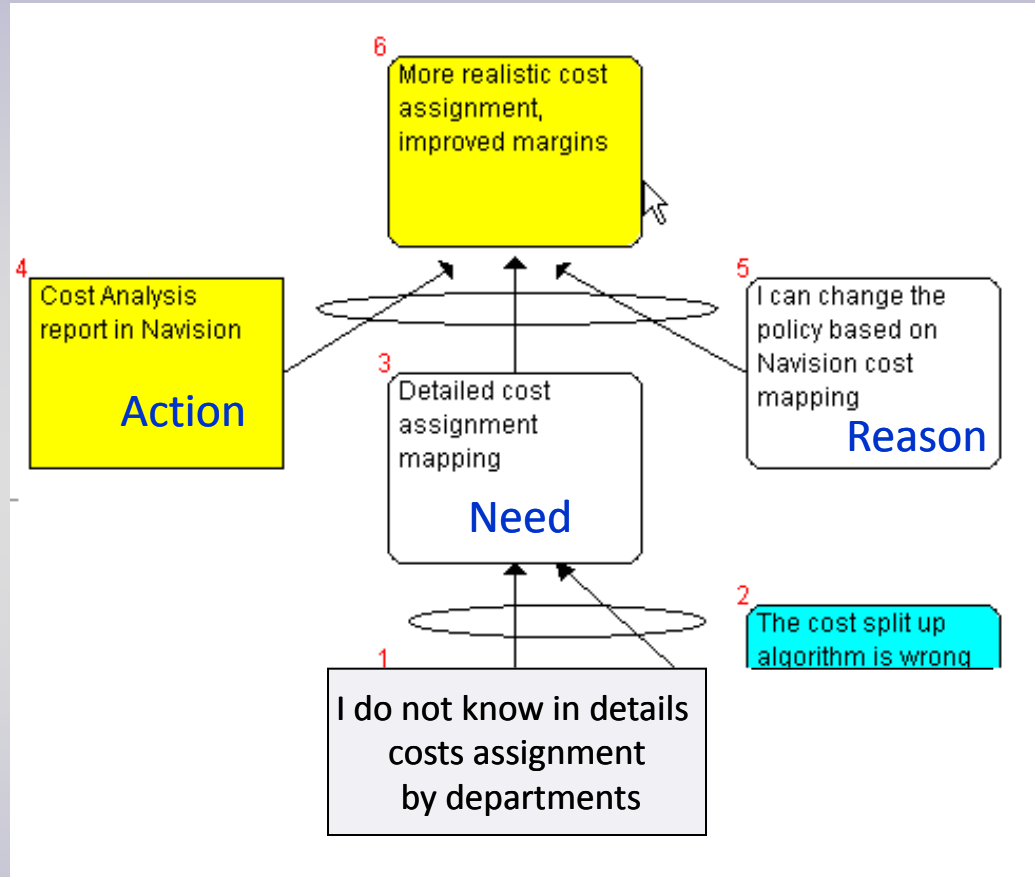 6
More realistic cost
assignment,
improved margins
4
Cost Analysis
report in Navision
Action
5
I can change the
policy based on
Navision cost
mapping
Reason
3
Detailed cost
assignment
mapping
Need
2
The cost split up
algorithm is wrong
1
I do not know in details
costs assignment
by departments